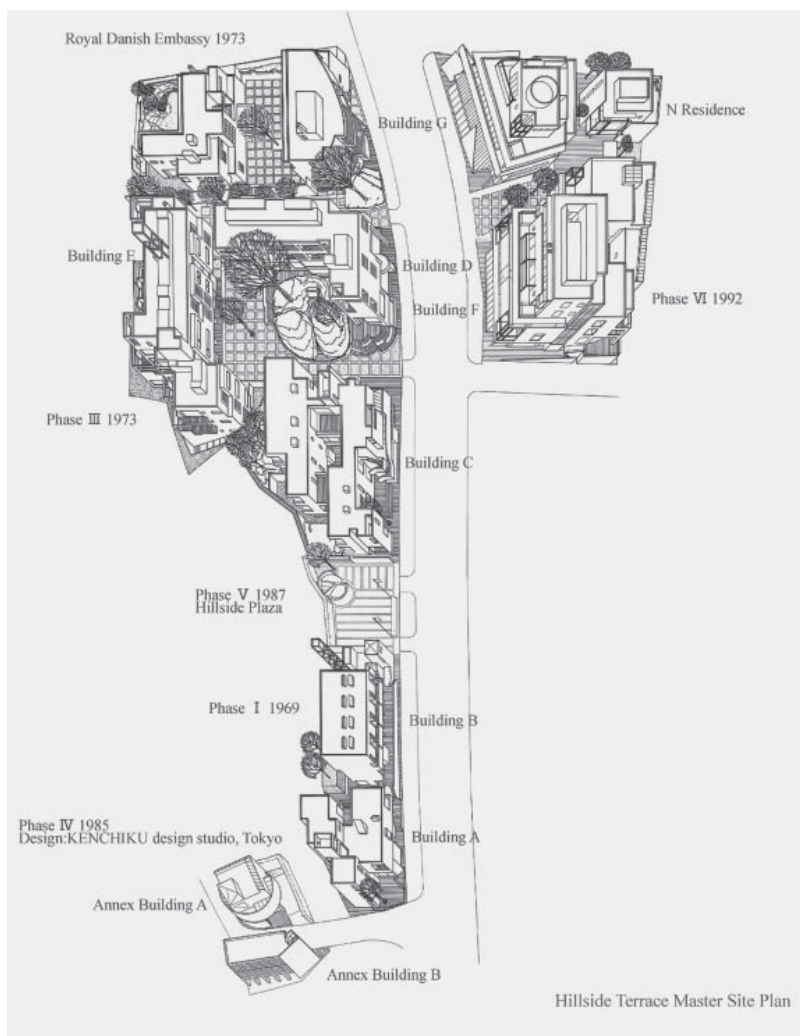 Royal Danish Embassy 1973
Building G
N Residence
Building E
Building D
Building F
Phase Ⅵ 1992
Phase Ⅲ 1973
Building C
Phase Ⅴ 1987
Hillside Plaza
Phase Ⅰ 1969
Building B
Phase Ⅳ 1985
Design:KENCHIKU design studio, Tokyo
Building A
Annex Building A
Annex Building B
Hillside Terrace Master Site Plan